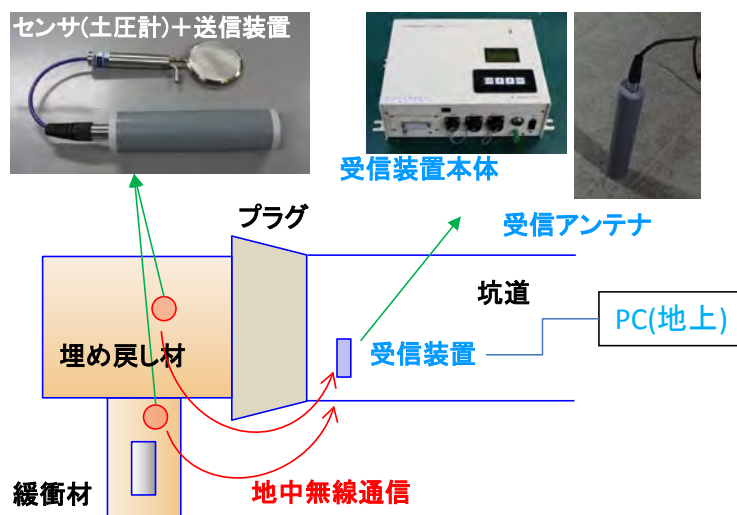 センサ(土圧計)＋送信装置
受信装置本体
受信アンテナ
プラグ
坑道
PC(地上)
埋め戻し材
受信装置
緩衝材
地中無線通信